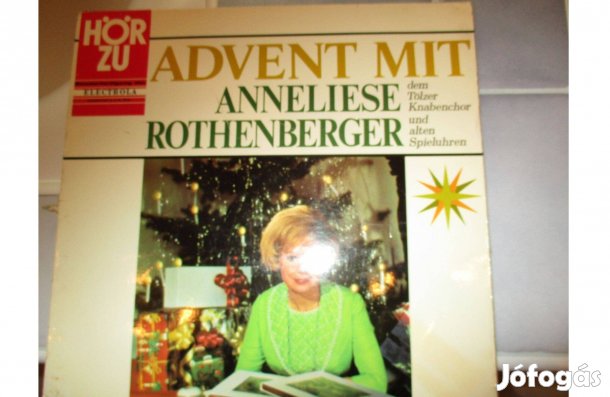 HÖR
ZU
ELECTROLA
ADVENT MIT
ANNELIESE
ROTHENBERGER
dem
Tölzer
Knabenchor
und
alten
Spieluhren
Jófogás